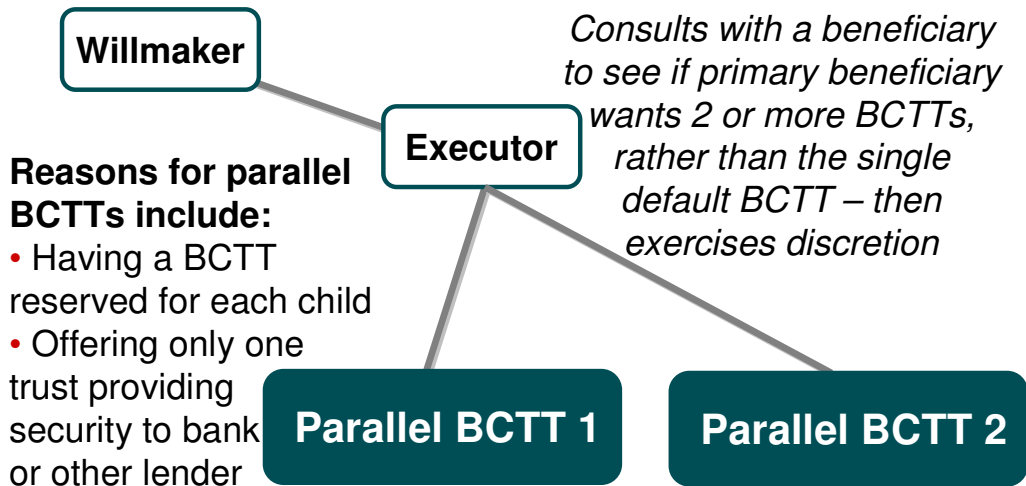 Willmaker
Consults with a beneficiary
to see if primary beneficiary
wants 2 or more BCTTs,
rather than the single
default BCTT – then
exercises discretion
Executor
Reasons for parallel
BCTTs include:
• Having a BCTT
reserved for each child
• Offering only one
trust providing
security to bank
or other lender
Parallel BCTT 1
Parallel BCTT 2